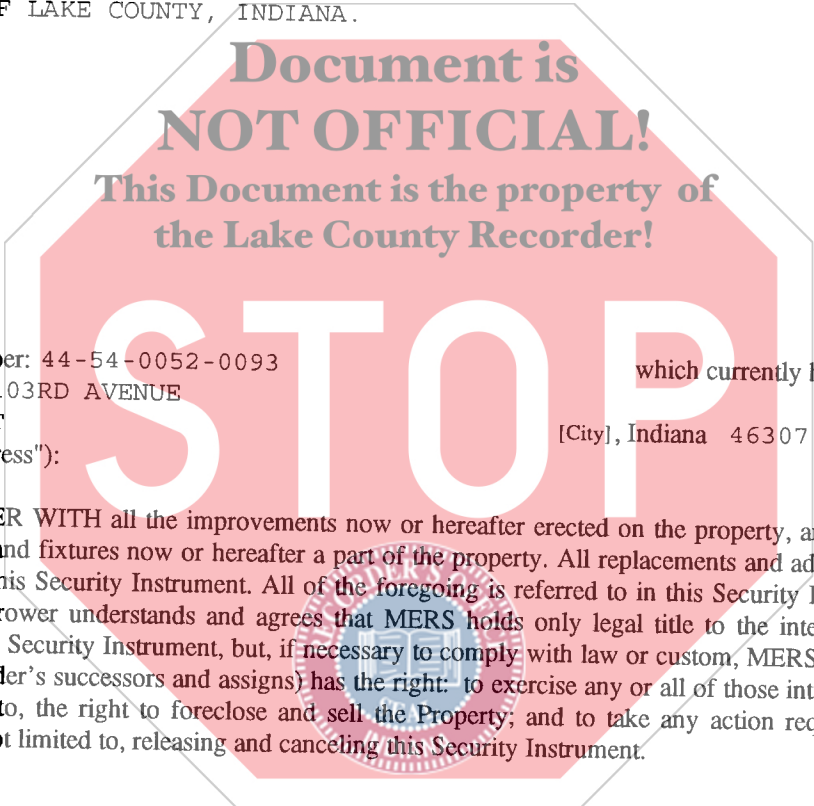 F LAKE COUNTY, INDIANA.
Document is
NOT OFFICIAL!
This Document is the property of
the Lake County Recorder!
STOP
per: 44-54-0052-0093 which currently h
.03RD AVENUE
T [City], Indiana 46307
ess"):
ER WITH all the improvements now or hereafter erected on the property, a
nd fixtures now or hereafter a part of the property. All replacements and ad
his Security Instrument. All of the foregoing is referred to in this Security I
rower understands and agrees that MERS holds only legal title to the inte
Security Instrument, but, if necessary to comply with law or custom, MERS
der's successors and assigns) has the right: to exercise any or all of those int
to, the right to foreclose and sell the Property; and to take any action req
t limited to, releasing and canceling this Security Instrument.
SEAL
INDIANA